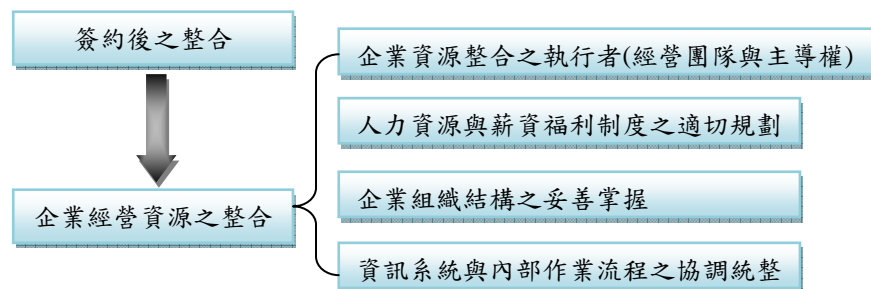 簽約後之整合
企業經營資源之整合
企業資源整合之執行者(經營團隊與主導權)
人力資源與薪資福利制度之適切規劃
企業組織結構之妥善掌握
資訊系統與內部作業流程之協調統整